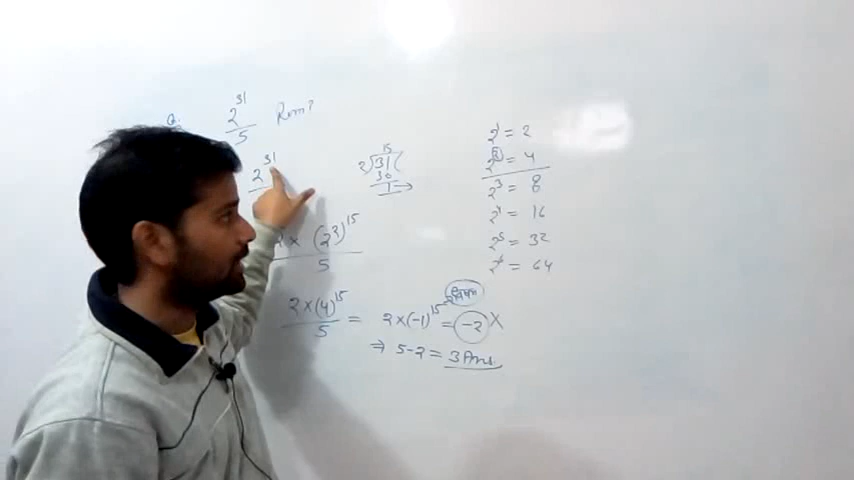 Q. 2^31 / 5 Rem?
2^31
2 × (2^2)^15 / 5
2 × (4)^15 / 5 = 2×(-1)^15 = -2 ×
⇒ 5-2 = 3 Ans.
15
2)31(
30
1 →
2^1 = 2
2^2 = 4
2^3 = 8
2^4 = 16
2^5 = 32
2^6 = 64